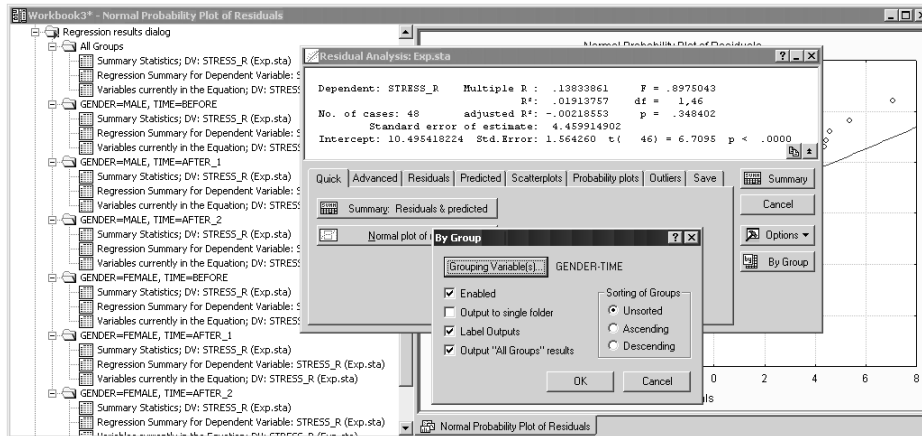 Workbook3* - Normal Probability Plot of Residuals
Regression results dialog
All Groups
Summary Statistics; DV: STRESS_R (Exp.sta)
Regression Summary for Dependent Variable: S
Variables currently in the Equation; DV: STRES
GENDER=MALE, TIME=BEFORE
Summary Statistics; DV: STRESS_R (Exp.sta)
Regression Summary for Dependent Variable: S
Variables currently in the Equation; DV: STRES
GENDER=MALE, TIME=AFTER_1
Summary Statistics; DV: STRESS_R (Exp.sta)
Regression Summary for Dependent Variable: S
Variables currently in the Equation; DV: STRES
GENDER=MALE, TIME=AFTER_2
Summary Statistics; DV: STRESS_R (Exp.sta)
Regression Summary for Dependent Variable: S
Variables currently in the Equation; DV: STRES
GENDER=FEMALE, TIME=BEFORE
Summary Statistics; DV: STRESS_R (Exp.sta)
Regression Summary for Dependent Variable: S
Variables currently in the Equation; DV: STRES
GENDER=FEMALE, TIME=AFTER_1
Summary Statistics; DV: STRESS_R (Exp.sta)
Regression Summary for Dependent Variable: STRESS_R (Exp.sta)
Variables currently in the Equation; DV: STRESS_R (Exp.sta)
GENDER=FEMALE, TIME=AFTER_2
Summary Statistics; DV: STRESS_R (Exp.sta)
Regression Summary for Dependent Variable: STRESS_R (Exp.sta)
Variables currently in the Equation; DV: STRESS_R (Exp.sta)
Normal Probability Plot of Residuals
Residual Analysis: Exp.sta
Dependent: STRESS_R Multiple R : .13833861 F = .8975043
R²: .01913757 df = 1,46
No. of cases: 48 adjusted R²: -.00218553 p = .348402
Standard error of estimate: 4.459914902
Intercept: 10.495418224 Std.Error: 1.564260 t( 46) = 6.7095 p < .0000
Quick Advanced Residuals Predicted Scatterplots Probability plots Outliers Save
Summary: Residuals & predicted
Normal plot of r
Summary
Cancel
Options
By Group
By Group
Grouping Variable(s)... GENDER-TIME
Enabled
Output to single folder
Label Outputs
Output "All Groups" results
Sorting of Groups
Unsorted
Ascending
Descending
OK Cancel
0 2 4 6 8
als
Normal Probability Plot of Residuals